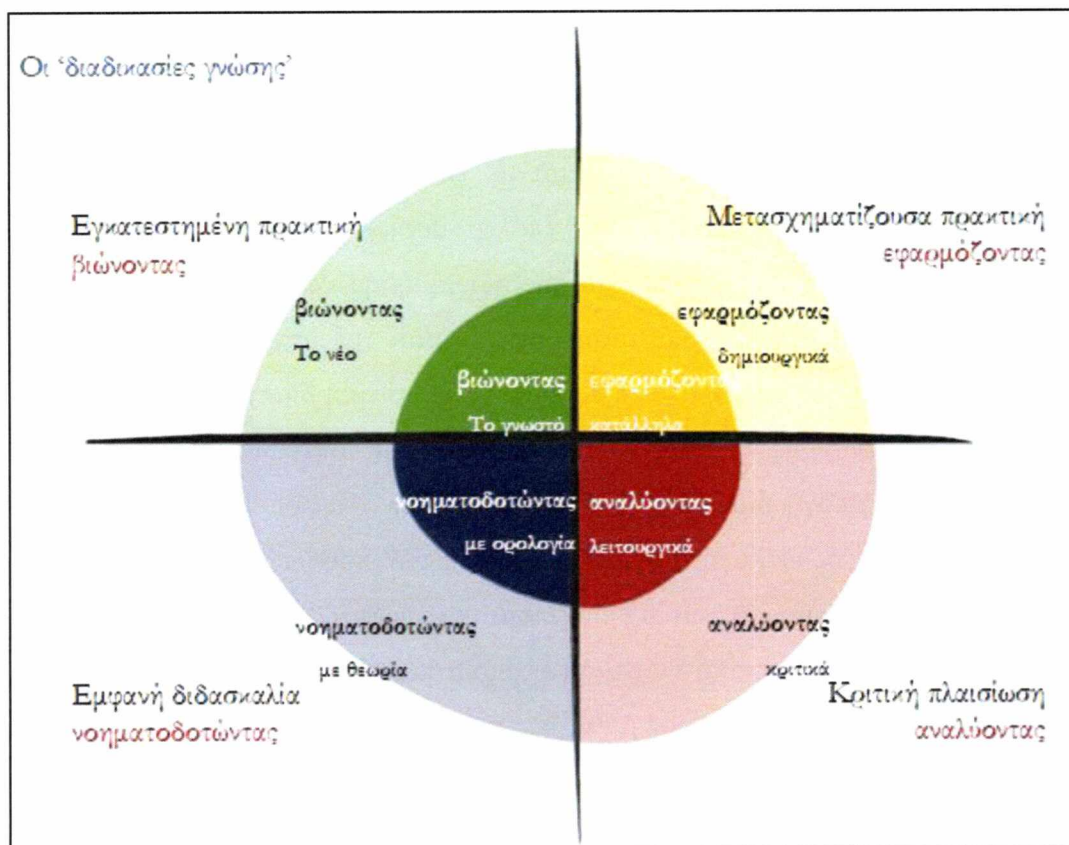 Οι ‘διαδικασίες γνώσης’
Εγκατεστημένη πρακτική
βιώνοντας
βιώνοντας
Το νέο
βιώνοντας
Το γνωστό
Μετασχηματίζουσα πρακτική
εφαρμόζοντας
εφαρμόζοντας
δημιουργικά
εφαρμόζοντας
κατάλληλα
νοηματοδοτώντας
με ορολογία
νοηματοδοτώντας
με θεωρία
Εμφανή διδασκαλία
νοηματοδοτώντας
αναλύοντας
λειτουργικά
αναλύοντας
κριτικά
Κριτική πλαισίωση
αναλύοντας